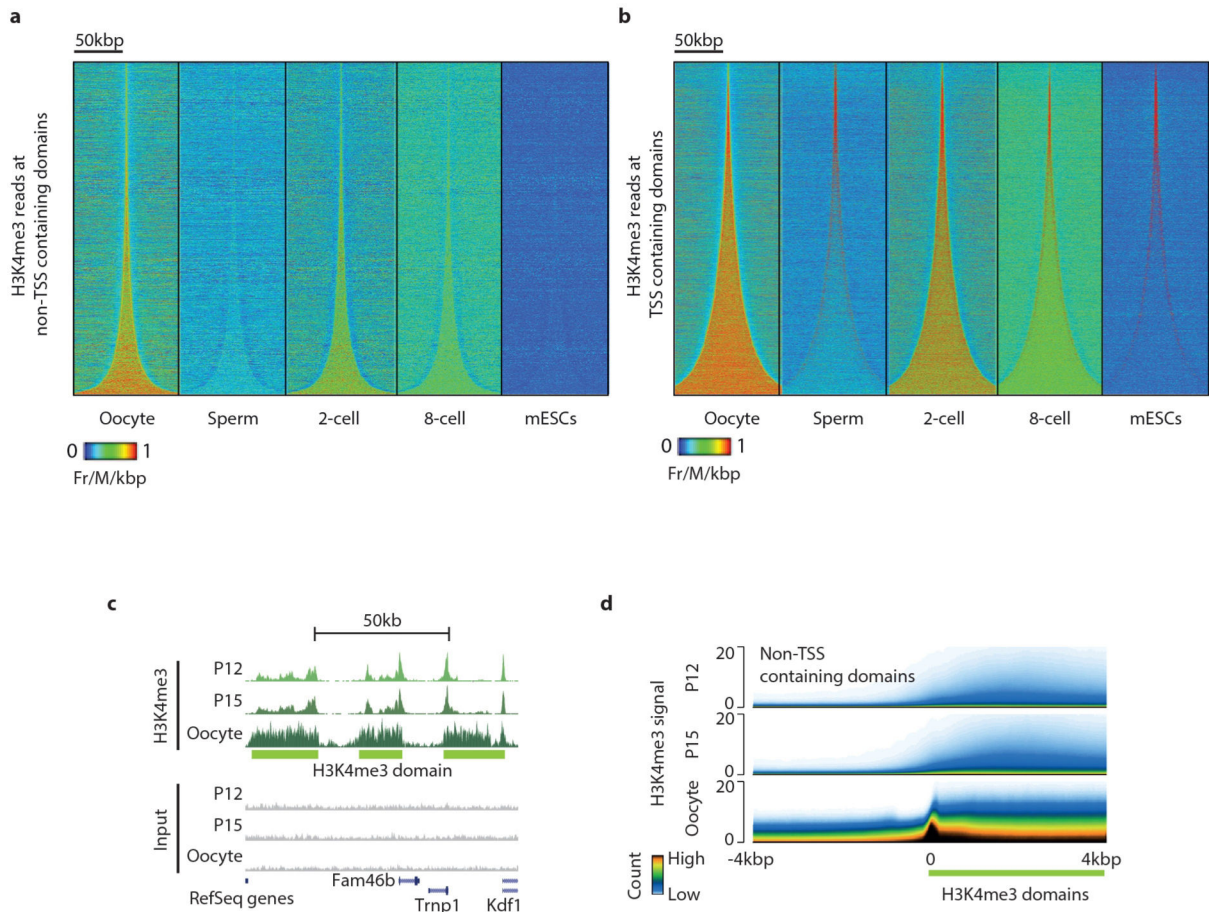 a
50kbp
H3K4me3 reads at
non-TSS containing domains
Oocyte Sperm 2-cell 8-cell mESCs
0 1
Fr/M/kbp
b
50kbp
H3K4me3 reads at
TSS containing domains
Oocyte Sperm 2-cell 8-cell mESCs
0 1
Fr/M/kbp
c
50kb
H3K4me3
P12
P15
Oocyte
H3K4me3 domain
Input
P12
P15
Oocyte
Fam46b
RefSeq genes
Trnp1
Kdf1
d
H3K4me3 signal
P12
20
0
Non-TSS
containing domains
P15
20
0
Oocyte
20
0
-4kbp 0 4kbp
Count
High
Low
H3K4me3 domains